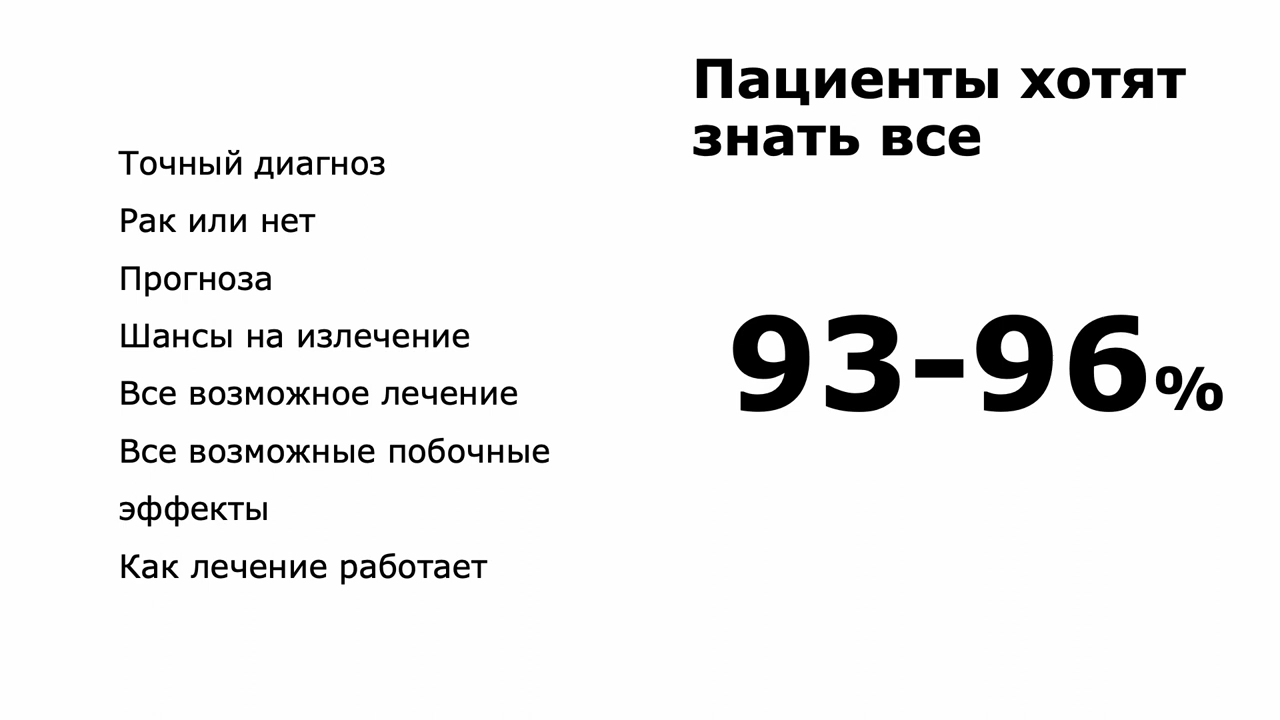 Пациенты хотят
знать все
Точный диагноз
Рак или нет
Прогноза
Шансы на излечение
Все возможное лечение
Все возможные побочные
эффекты
Как лечение работает
93-96%